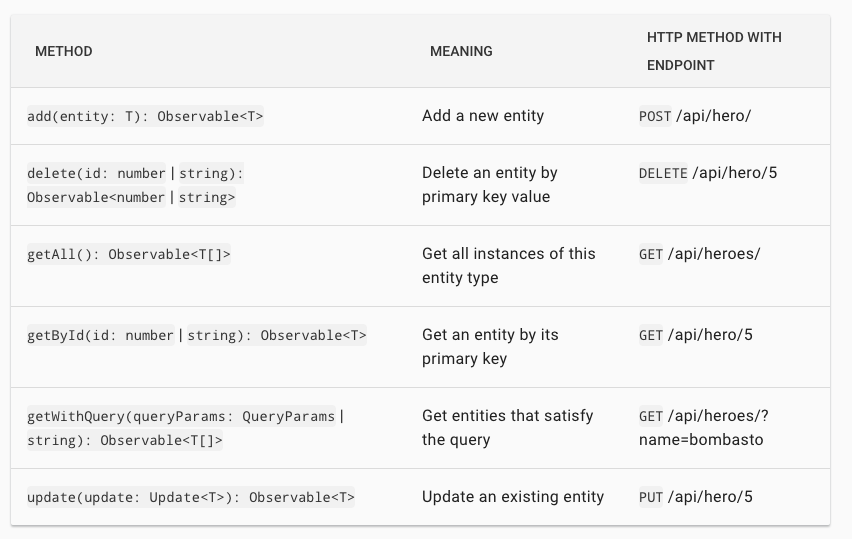 METHOD MEANING HTTP METHOD WITH
ENDPOINT
add(entity: T): Observable<T> Add a new entity POST /api/hero/
delete(id: number | string): Delete an entity by DELETE /api/hero/5
Observable<number | string> primary key value
getAll(): Observable<T[]> Get all instances of this GET /api/heroes/
entity type
getById(id: number | string): Observable<T> Get an entity by its GET /api/hero/5
primary key
getWithQuery(queryParams: QueryParams | Get entities that satisfy GET /api/heroes/?
string): Observable<T[]> the query name=bombasto
update(update: Update<T>): Observable<T> Update an existing entity PUT /api/hero/5